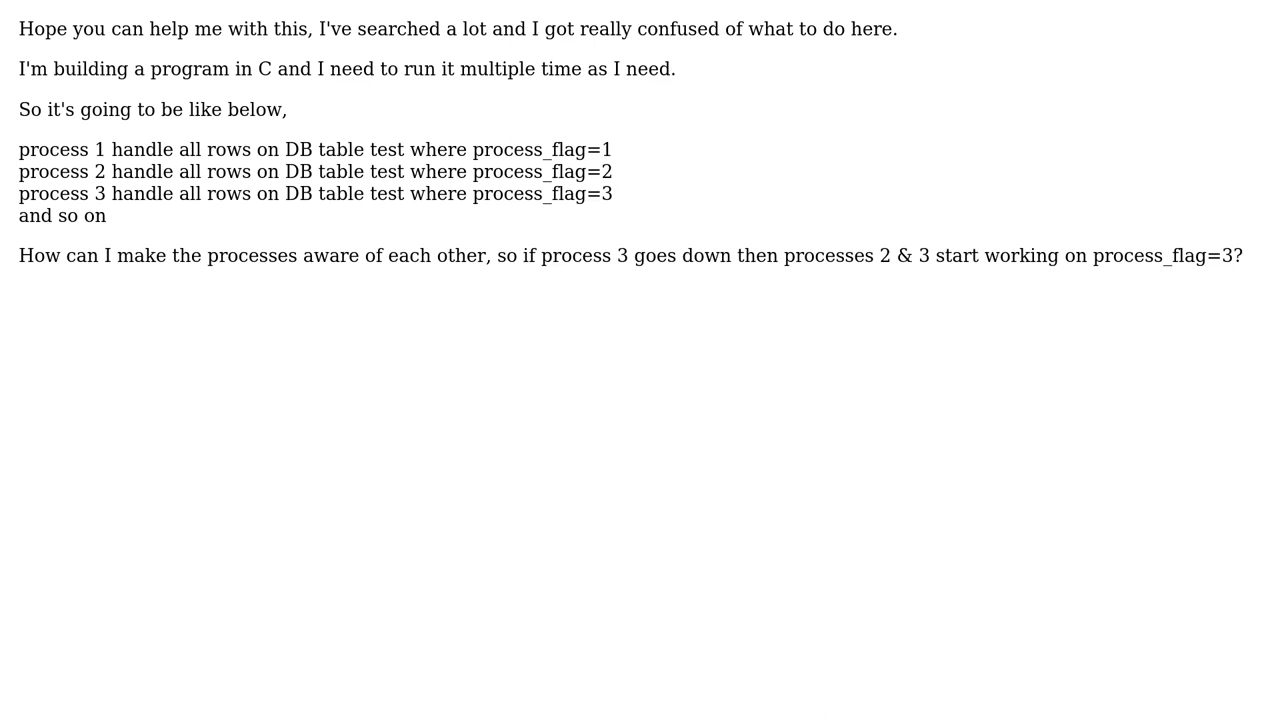 Hope you can help me with this, I've searched a lot and I got really confused of what to do here.
I'm building a program in C and I need to run it multiple time as I need.
So it's going to be like below,
process 1 handle all rows on DB table test where process_flag=1
process 2 handle all rows on DB table test where process_flag=2
process 3 handle all rows on DB table test where process_flag=3
and so on
How can I make the processes aware of each other, so if process 3 goes down then processes 2 & 3 start working on process_flag=3?